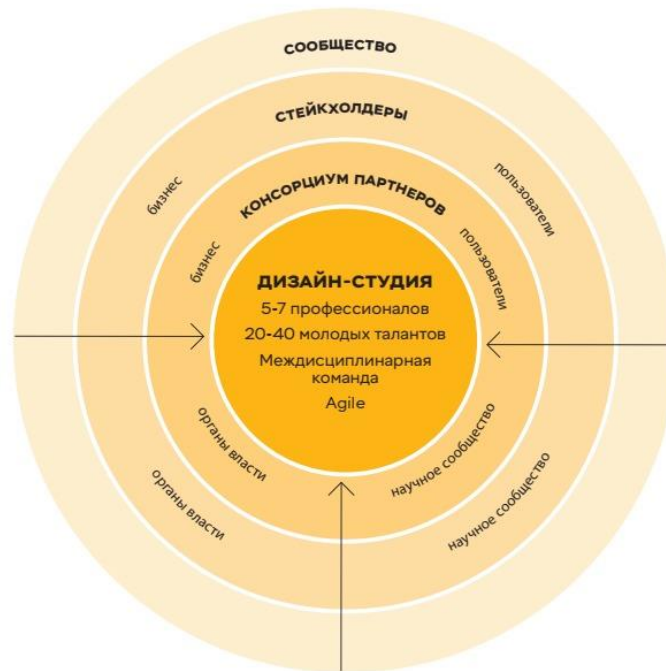 СООБЩЕСТВО
СТЕЙКХОЛДЕРЫ
бизнес
пользователи
КОНСОРЦИУМ ПАРТНЕРОВ
бизнес
пользователи
ДИЗАЙН-СТУДИЯ
5-7 профессионалов
20-40 молодых талантов
Междисциплинарная
команда
Agile
органы власти
научное сообщество
органы власти
научное сообщество